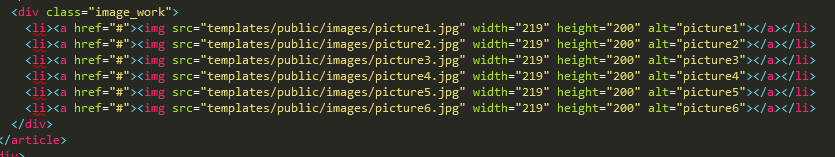 <div class="image_work">
<li><a href="#"><img src="templates/public/images/picture1.jpg" width="219" height="200" alt="picture1"></a></li>
<li><a href="#"><img src="templates/public/images/picture2.jpg" width="219" height="200" alt="picture2"></a></li>
<li><a href="#"><img src="templates/public/images/picture3.jpg" width="219" height="200" alt="picture3"></a></li>
<li><a href="#"><img src="templates/public/images/picture4.jpg" width="219" height="200" alt="picture4"></a></li>
<li><a href="#"><img src="templates/public/images/picture5.jpg" width="219" height="200" alt="picture5"></a></li>
<li><a href="#"><img src="templates/public/images/picture6.jpg" width="219" height="200" alt="picture6"></a></li>
</div>
</article>
div>